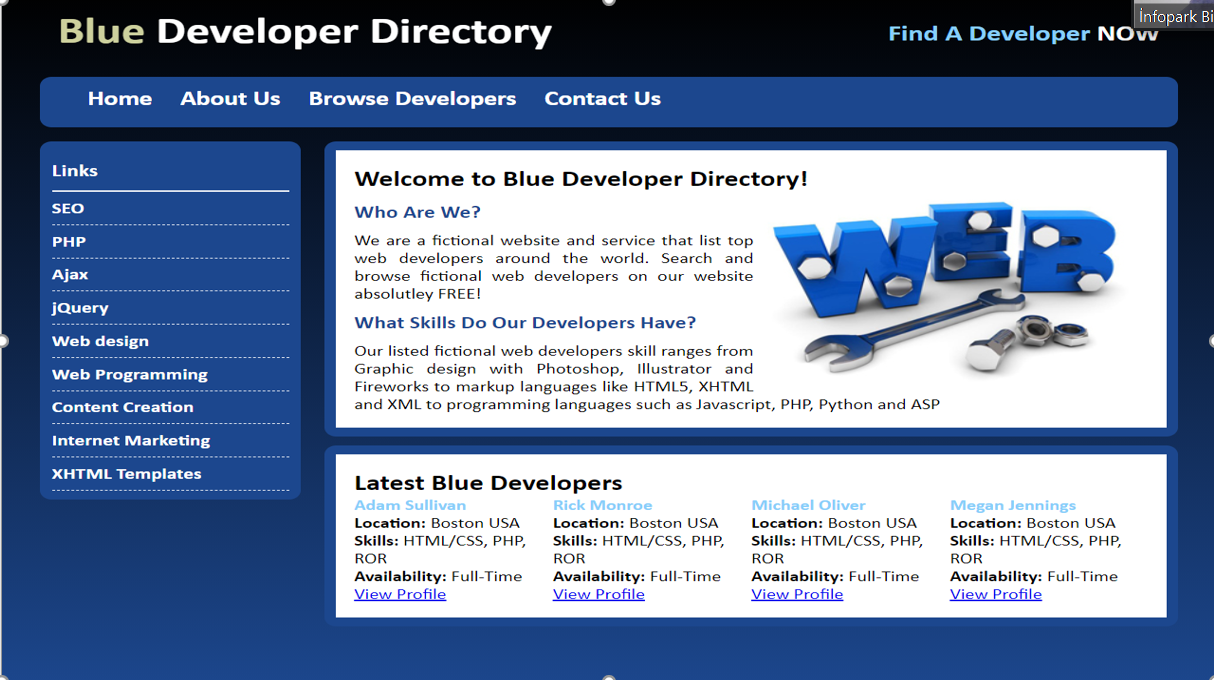 Blue Developer Directory
Find A Developer NOW
Infopark Bi
Home About Us Browse Developers Contact Us
Links
SEO
PHP
Ajax
jQuery
Web design
Web Programming
Content Creation
Internet Marketing
XHTML Templates
Welcome to Blue Developer Directory!
Who Are We?
We are a fictional website and service that list top
web developers around the world. Search and
browse fictional web developers on our website
absolutley FREE!
What Skills Do Our Developers Have?
Our listed fictional web developers skill ranges from
Graphic design with Photoshop, Illustrator and
Fireworks to markup languages like HTML5, XHTML
and XML to programming languages such as Javascript, PHP, Python and ASP
WEB
Latest Blue Developers
Adam Sullivan
Location: Boston USA
Skills: HTML/CSS, PHP,
ROR
Availability: Full-Time
View Profile
Rick Monroe
Location: Boston USA
Skills: HTML/CSS, PHP,
ROR
Availability: Full-Time
View Profile
Michael Oliver
Location: Boston USA
Skills: HTML/CSS, PHP,
ROR
Availability: Full-Time
View Profile
Megan Jennings
Location: Boston USA
Skills: HTML/CSS, PHP,
ROR
Availability: Full-Time
View Profile